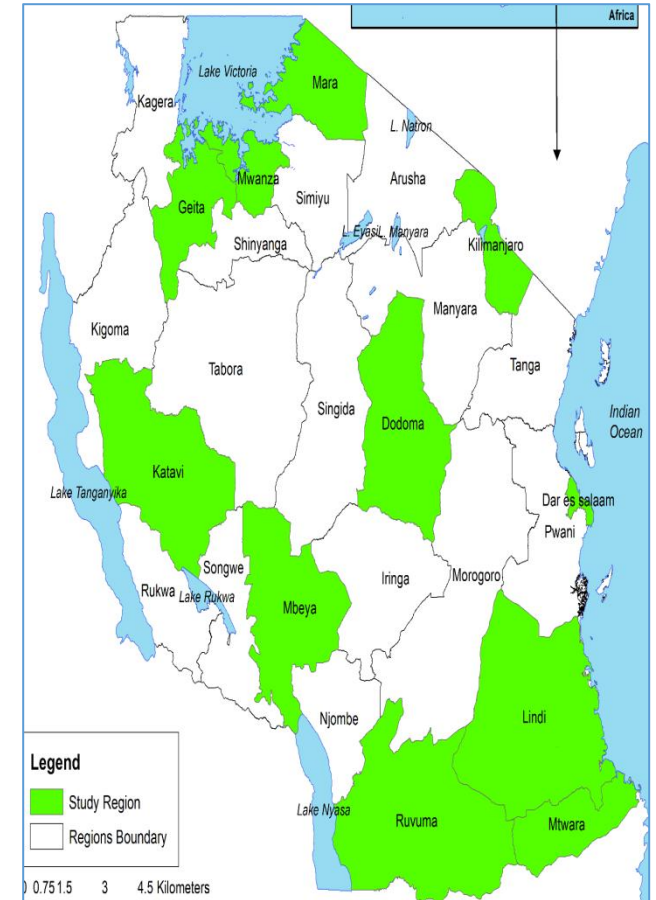 Africa
Lake Victoria
Mara
Kagera
L. Natron
Mwanza
Arusha
Geita
Simiyu
L. Eyasi
L. Manyara
Kilimanjaro
Shinyanga
Manyara
Kigoma
Tabora
Tanga
Singida
Dodoma
Indian
Ocean
Katavi
Lake Tanganyika
Dar es salaam
Pwani
Songwe
Iringa
Morogoro
Rukwa
Lake Rukwa
Mbeya
Njombe
Lindi
Legend
Study Region
Regions Boundary
Lake Nyasa
Ruvuma
Mtwara
0.75 1.5 3 4.5 Kilometers